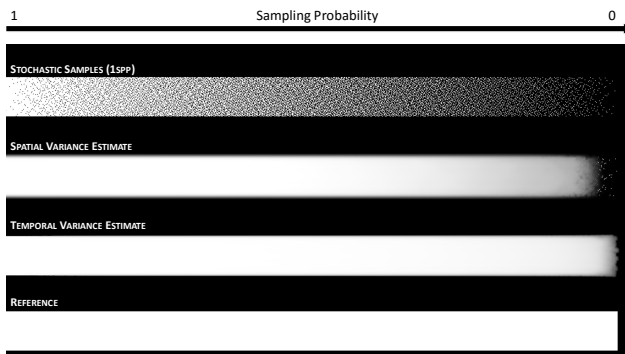 1 Sampling Probability 0
STOCHASTIC SAMPLES (1SPP)
SPATIAL VARIANCE ESTIMATE
TEMPORAL VARIANCE ESTIMATE
REFERENCE